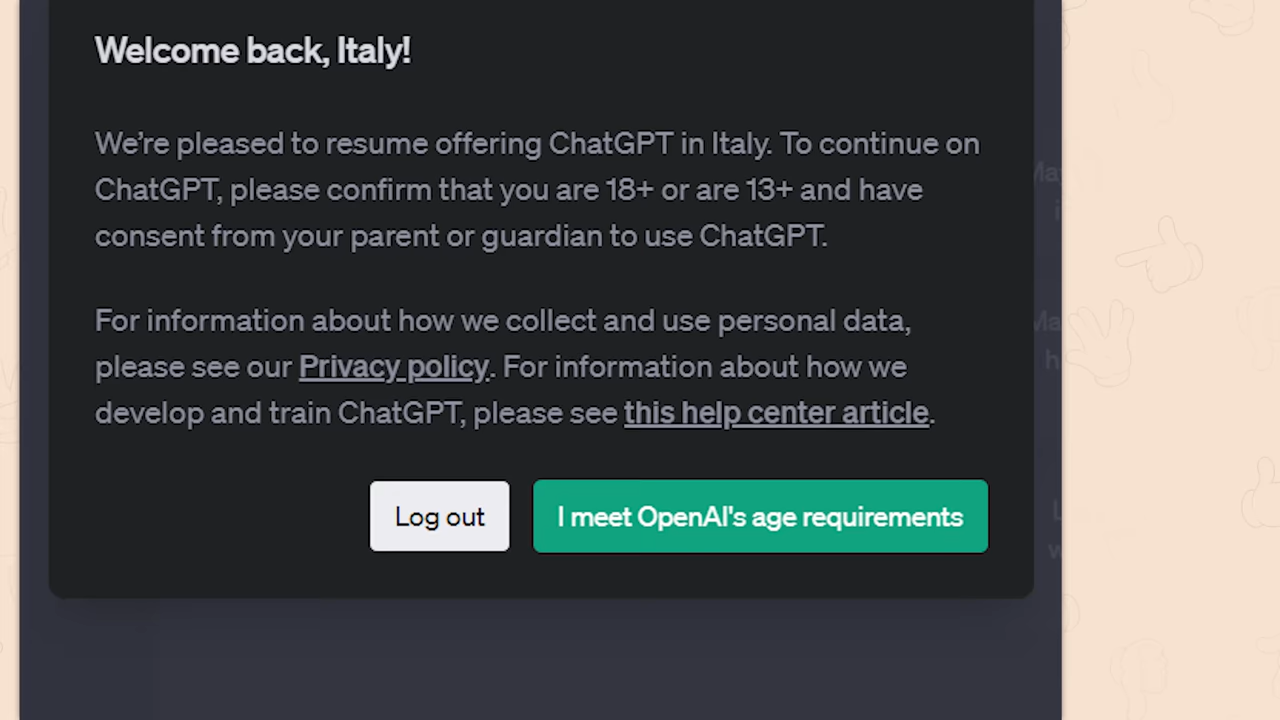 Welcome back, Italy!
We're pleased to resume offering ChatGPT in Italy. To continue on
ChatGPT, please confirm that you are 18+ or are 13+ and have
consent from your parent or guardian to use ChatGPT.
For information about how we collect and use personal data,
please see our Privacy policy. For information about how we
develop and train ChatGPT, please see this help center article.
Log out
I meet OpenAI's age requirements